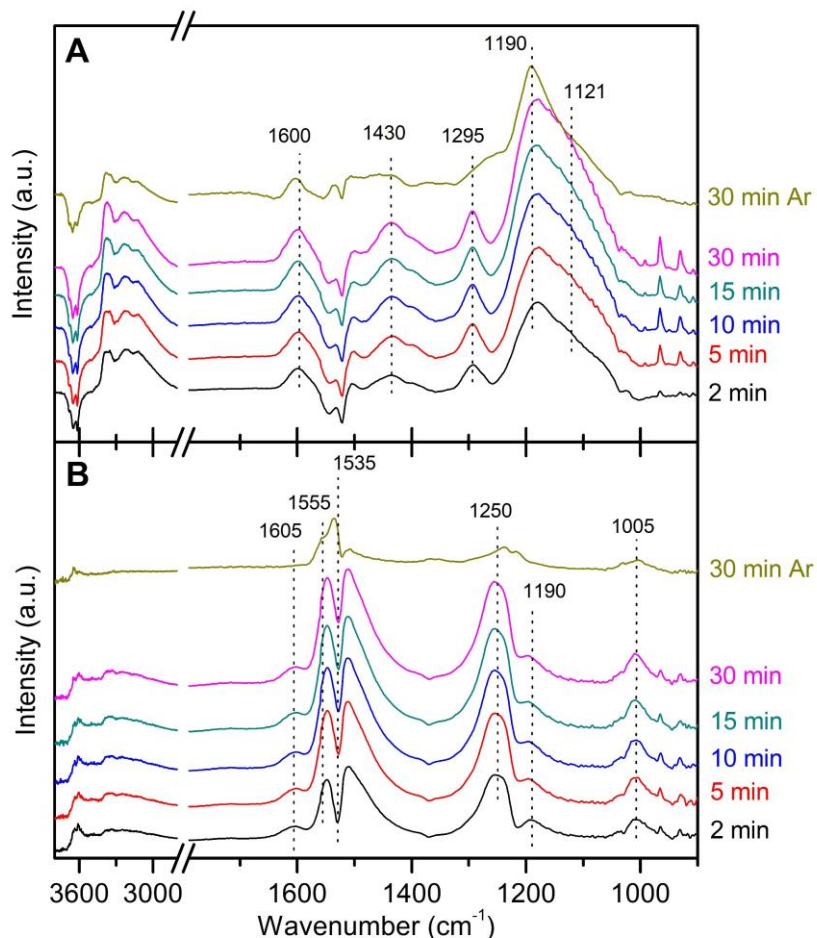 A
1190
1121
1600
1430
1295
30 min Ar
30 min
15 min
10 min
5 min
2 min
Intensity (a.u.)
B
1535
1555
1605
1250
1190
1005
30 min Ar
30 min
15 min
10 min
5 min
2 min
Intensity (a.u.)
3600 3000 1600 1400 1200 1000
Wavenumber (cm⁻¹)